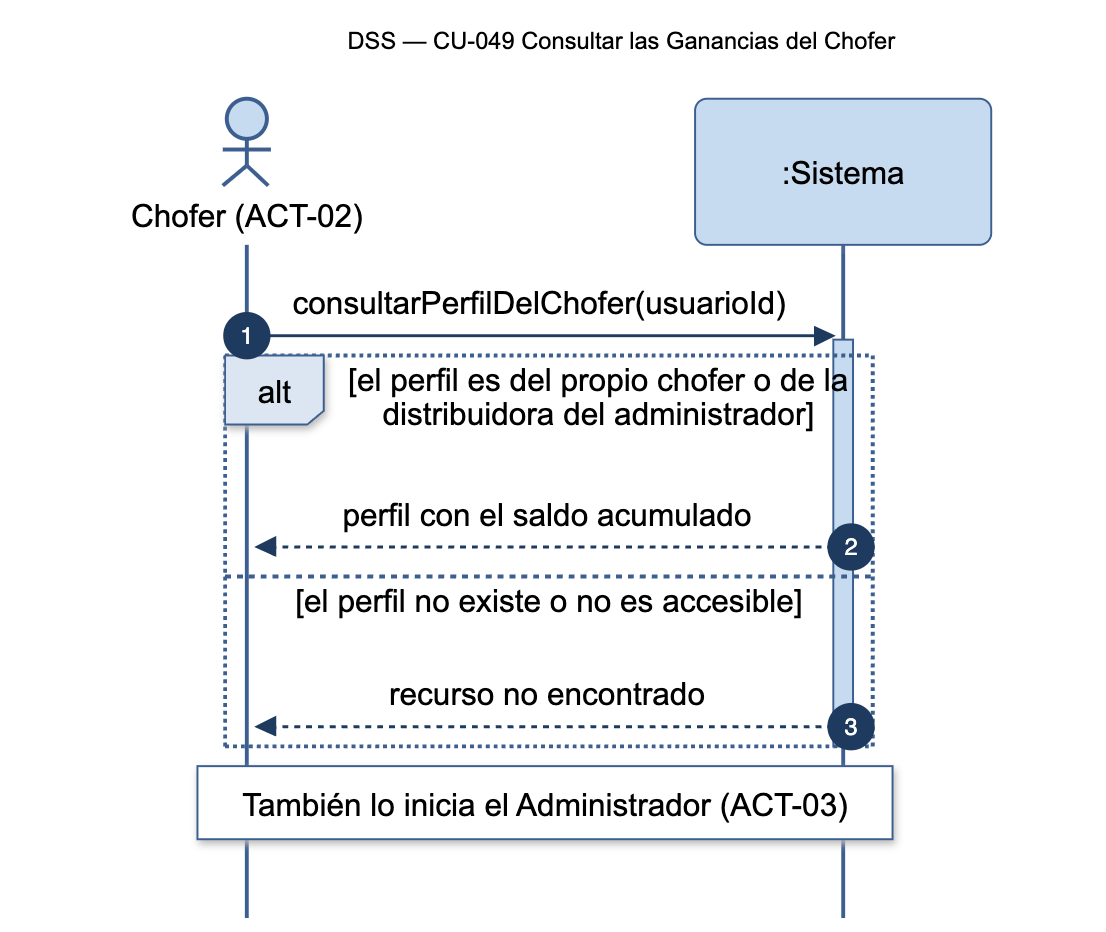 DSS — CU-049 Consultar las Ganancias del Chofer
:Sistema
Chofer (ACT-02)
consultarPerfilDelChofer(usuarioId)
1
alt
[el perfil es del propio chofer o de la
distribuidora del administrador]
perfil con el saldo acumulado
2
[el perfil no existe o no es accesible]
recurso no encontrado
3
También lo inicia el Administrador (ACT-03)